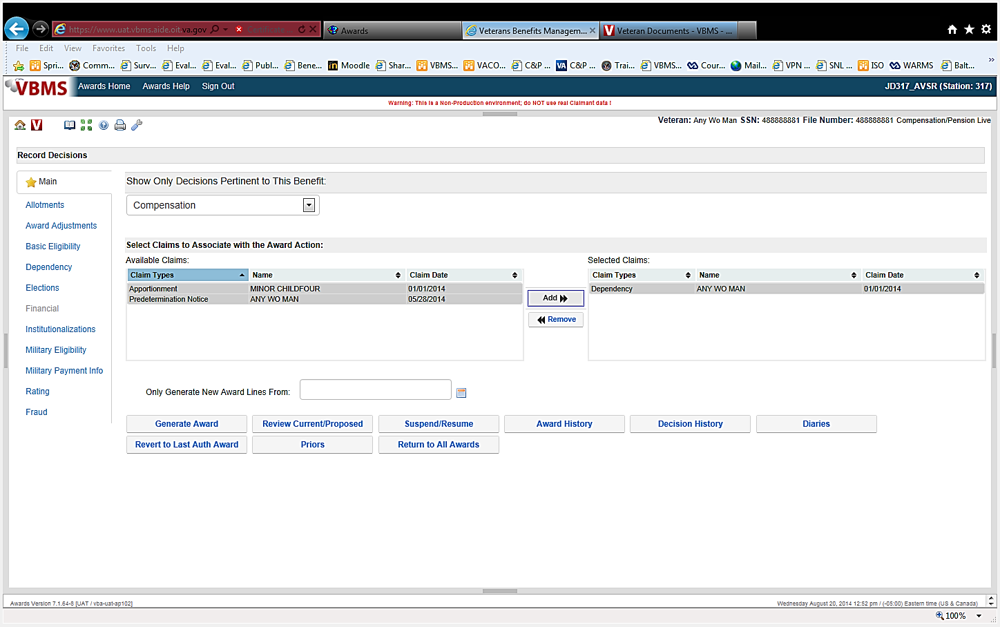 https://www.uat.vbms.aide.oit.va.gov Certificate... Awards Veterans Benefits Managem... Veteran Documents - VBMS - ...
File Edit View Favorites Tools Help
Spri... Comm... Surv... Eval... Eval... Publ... Bene... Moodle Shar... VBMS... VACO... C&P ... C&P ... Trai... VBMS... Cour... Mail... VPN ... SNL ... ISO WARMS Balt...
VBMS Awards Home Awards Help Sign Out JD317_AVSR (Station: 317)
Warning: This is a Non-Production environment; do NOT use real Claimant data !
Veteran: Any Wo Man SSN: 488888881 File Number: 488888881 Compensation/Pension Live
Record Decisions
Main
Allotments
Award Adjustments
Basic Eligibility
Dependency
Elections
Financial
Institutionalizations
Military Eligibility
Military Payment Info
Rating
Fraud
Show Only Decisions Pertinent to This Benefit:
Compensation
Select Claims to Associate with the Award Action:
Available Claims:
Claim Types Name Claim Date
Apportionment MINOR CHILDFOUR 01/01/2014
Predetermination Notice ANY WO MAN 05/28/2014
Add
Remove
Selected Claims:
Claim Types Name Claim Date
Dependency ANY WO MAN 01/01/2014
Only Generate New Award Lines From:
Generate Award Review Current/Proposed Suspend/Resume Award History Decision History Diaries
Revert to Last Auth Award Priors Return to All Awards
Awards Version 7.1.64-8 [UAT / vba-uat-ap102] Wednesday August 20, 2014 12:52 pm / (-05:00) Eastern time (US & Canada)
100%